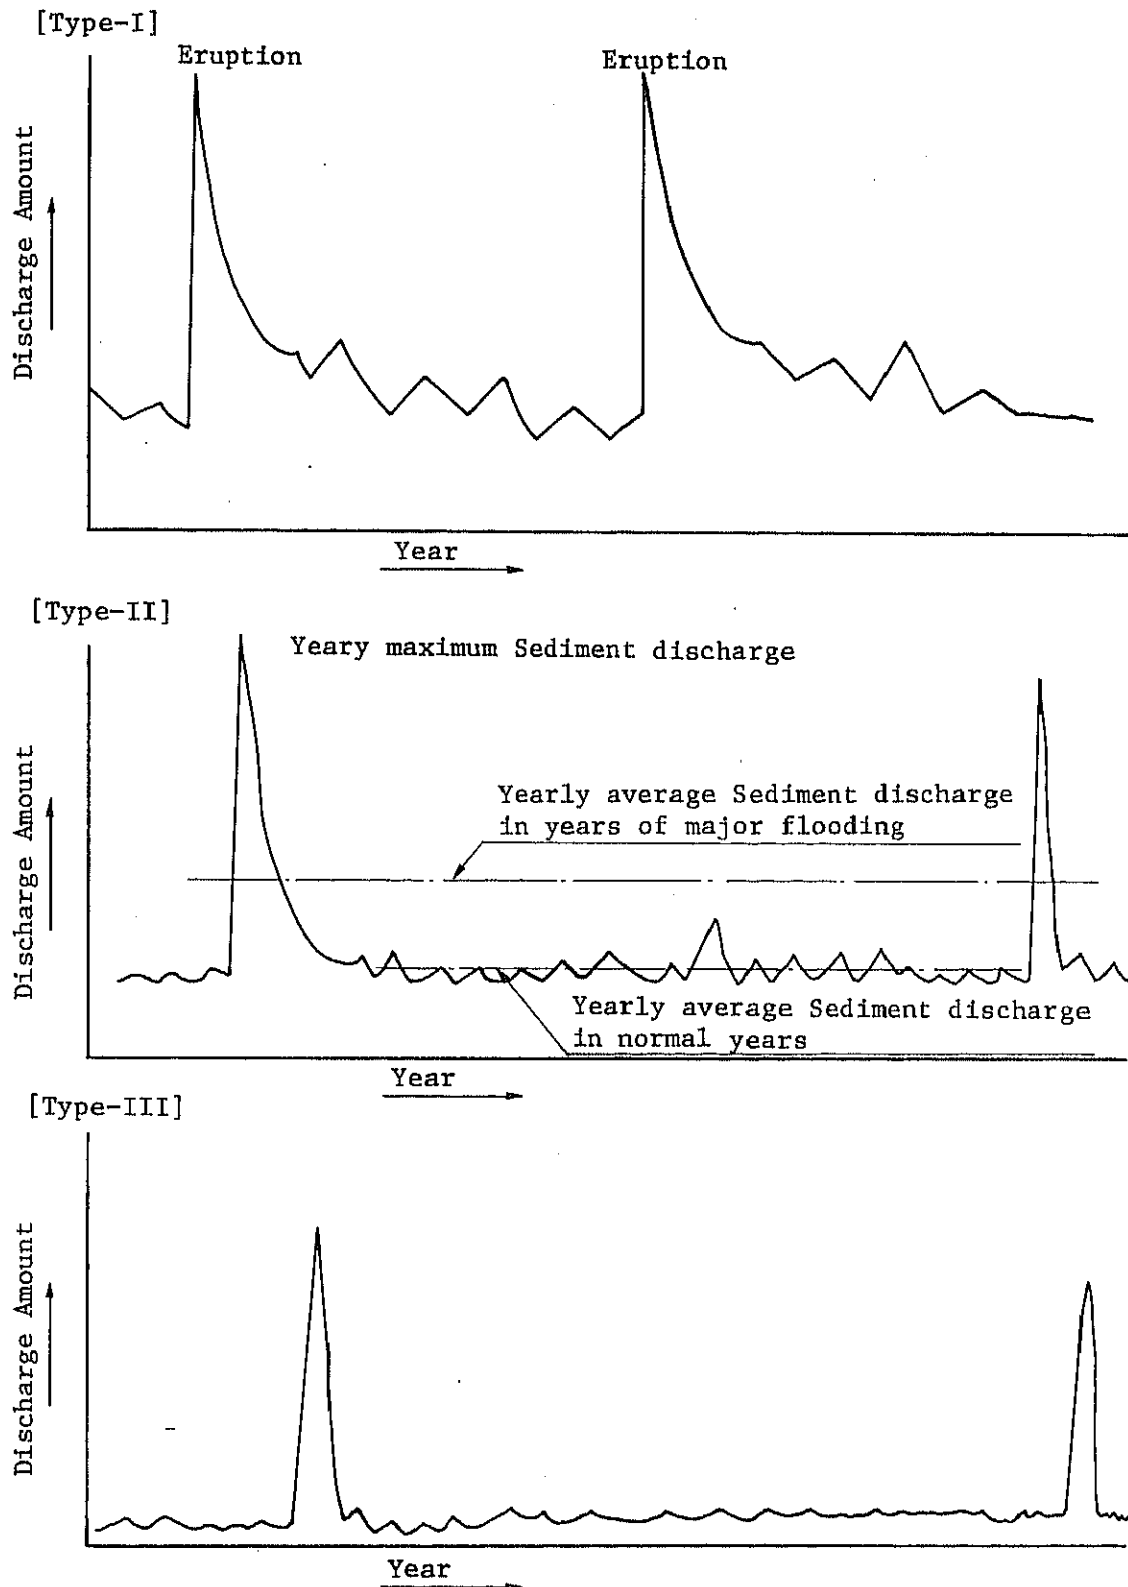 [Type-I]
Eruption
Eruption
Discharge Amount
Year
[Type-II]
Yeary maximum Sediment discharge
Yearly average Sediment discharge
in years of major flooding
Discharge Amount
Yearly average Sediment discharge
in normal years
Year
[Type-III]
Discharge Amount
Year